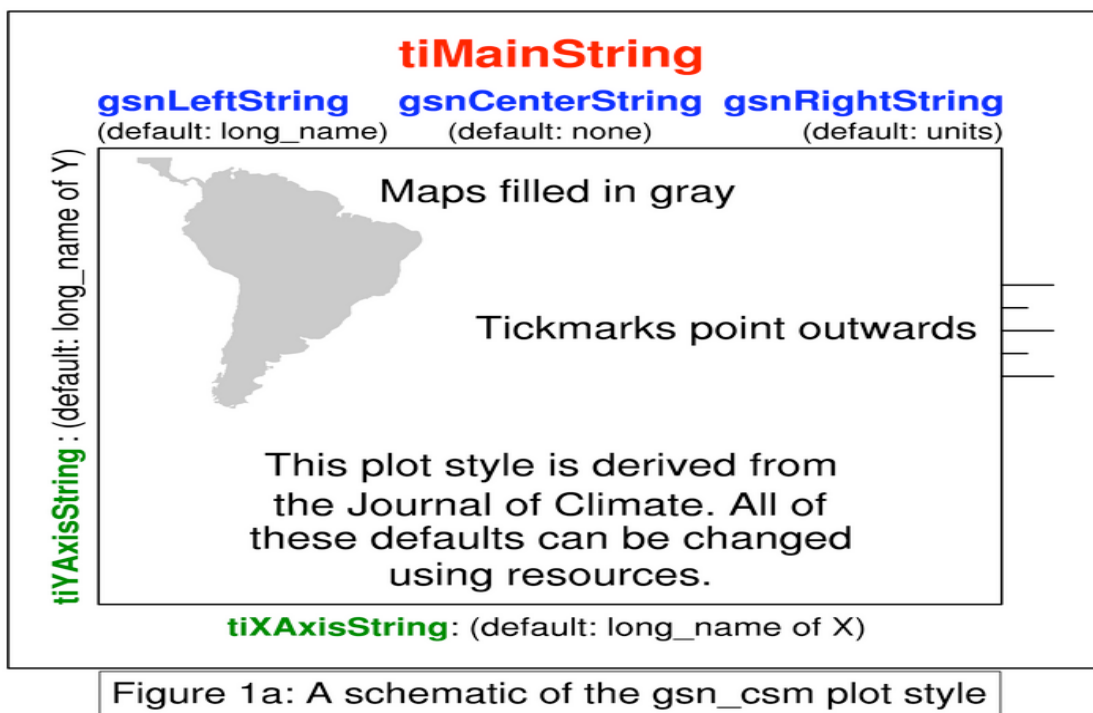 tiMainString
gsnLeftString gsnCenterString gsnRightString
(default: long_name) (default: none) (default: units)
tiYAxisString : (default: long_name of Y)
Maps filled in gray
Tickmarks point outwards
This plot style is derived from
the Journal of Climate. All of
these defaults can be changed
using resources.
tiXAxisString: (default: long_name of X)
Figure 1a: A schematic of the gsn_csm plot style